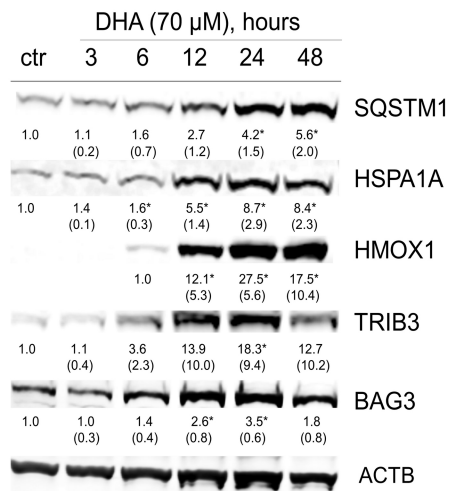 DHA (70 µM), hours
ctr 3 6 12 24 48
SQSTM1
1.0 1.1 1.6 2.7 4.2* 5.6*
(0.2) (0.7) (1.2) (1.5) (2.0)
HSPA1A
1.0 1.4 1.6* 5.5* 8.7* 8.4*
(0.1) (0.3) (1.4) (2.9) (2.3)
HMOX1
1.0 12.1* 27.5* 17.5*
(5.3) (5.6) (10.4)
TRIB3
1.0 1.1 3.6 13.9 18.3* 12.7
(0.4) (2.3) (10.0) (9.4) (10.2)
BAG3
1.0 1.0 1.4 2.6* 3.5* 1.8
(0.3) (0.4) (0.8) (0.6) (0.8)
ACTB